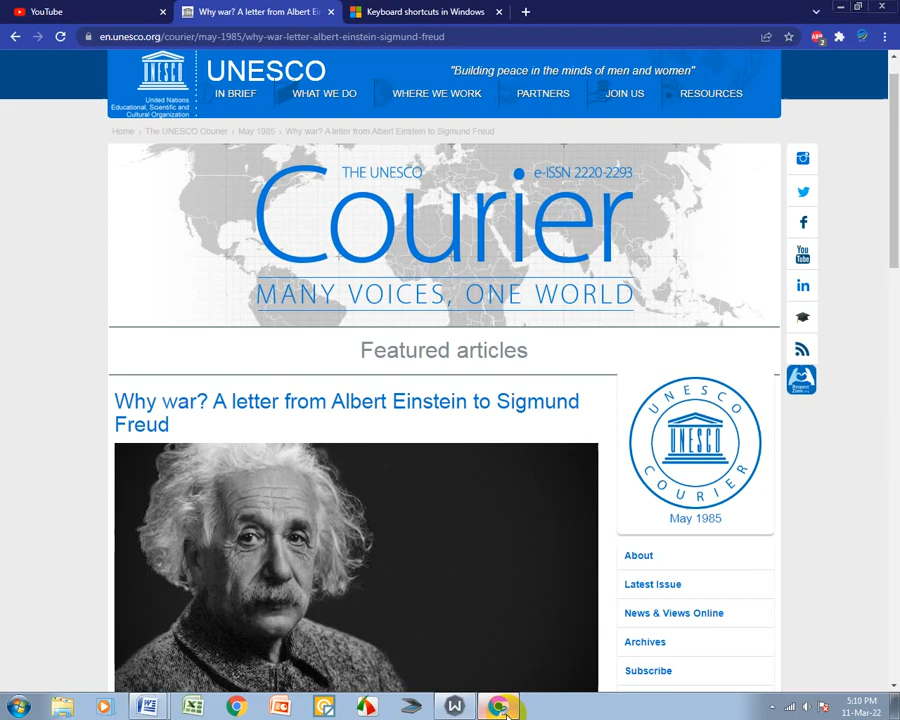 YouTube
Why war? A letter from Albert Ei
Keyboard shortcuts in Windows
en.unesco.org/courier/may-1985/why-war-letter-albert-einstein-sigmund-freud
ABP
2
UNESCO
"Building peace in the minds of men and women"
United Nations
Educational, Scientific and
Cultural Organization
IN BRIEF
WHAT WE DO
WHERE WE WORK
PARTNERS
JOIN US
RESOURCES
Home › The UNESCO Courier › May 1985 › Why war? A letter from Albert Einstein to Sigmund Freud
THE UNESCO
e-ISSN 2220-2293
Courier
MANY VOICES, ONE WORLD
You
Tube
Featured articles
Why war? A letter from Albert Einstein to Sigmund
Freud
UNESCO
UNESCO
COURIER
May 1985
About
Latest Issue
News & Views Online
Archives
Subscribe
5:10 PM
11-Mar-22